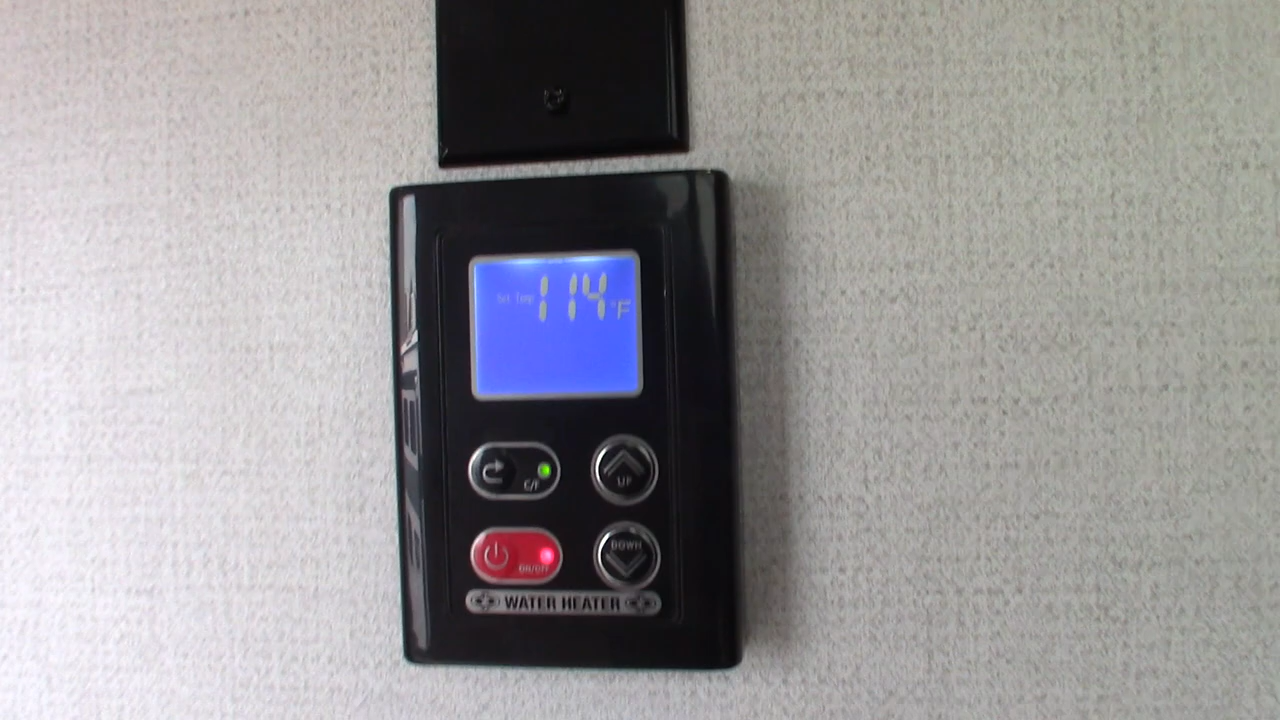 Set Temp 114°F
C/F
UP
ON/OFF
DOWN
WATER HEATER